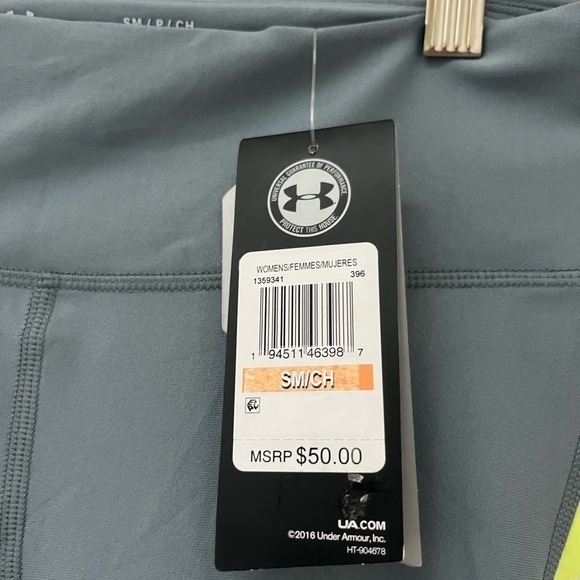 SM / P / CH
UNIVERSAL GUARANTEE OF PERFORMANCE
PROTECT THIS HOUSE.
WOMENS/FEMMES/MUJERES
1359341 396
1 94511 46398 7
SM/CH
MSRP $50.00
UA.COM
©2016 Under Armour, Inc.
HT-904678